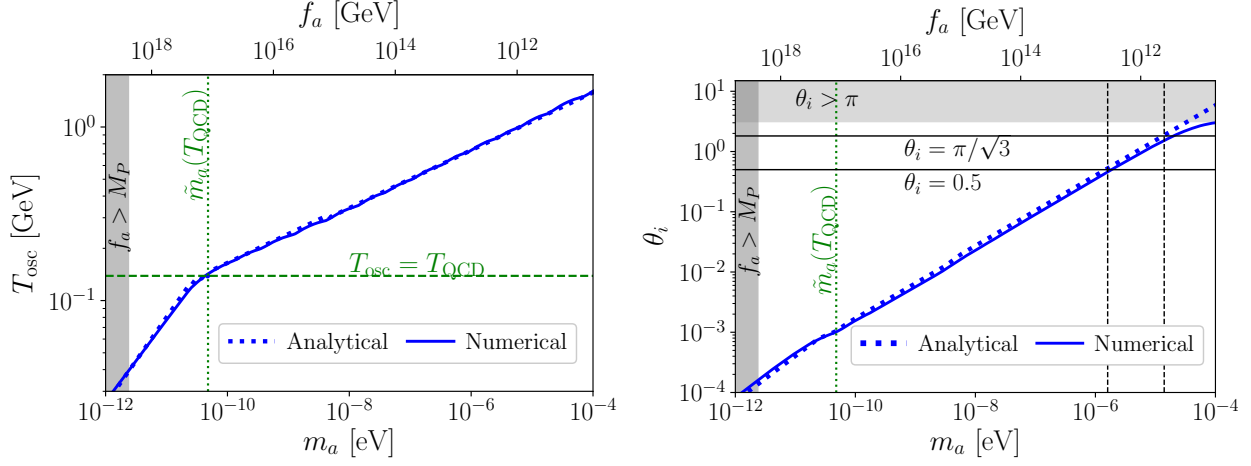 f_a [GeV]
10^18 10^16 10^14 10^12
T_osc [GeV]
10^0
10^-1
f_a > M_P
m̃_a(T_QCD)
T_osc = T_QCD
Analytical Numerical
10^-12 10^-10 10^-8 10^-6 10^-4
m_a [eV]
f_a [GeV]
10^18 10^16 10^14 10^12
θ_i
10^1
10^0
10^-1
10^-2
10^-3
10^-4
θ_i > π
θ_i = π/√3
θ_i = 0.5
f_a > M_P
m̃_a(T_QCD)
Analytical Numerical
10^-12 10^-10 10^-8 10^-6 10^-4
m_a [eV]